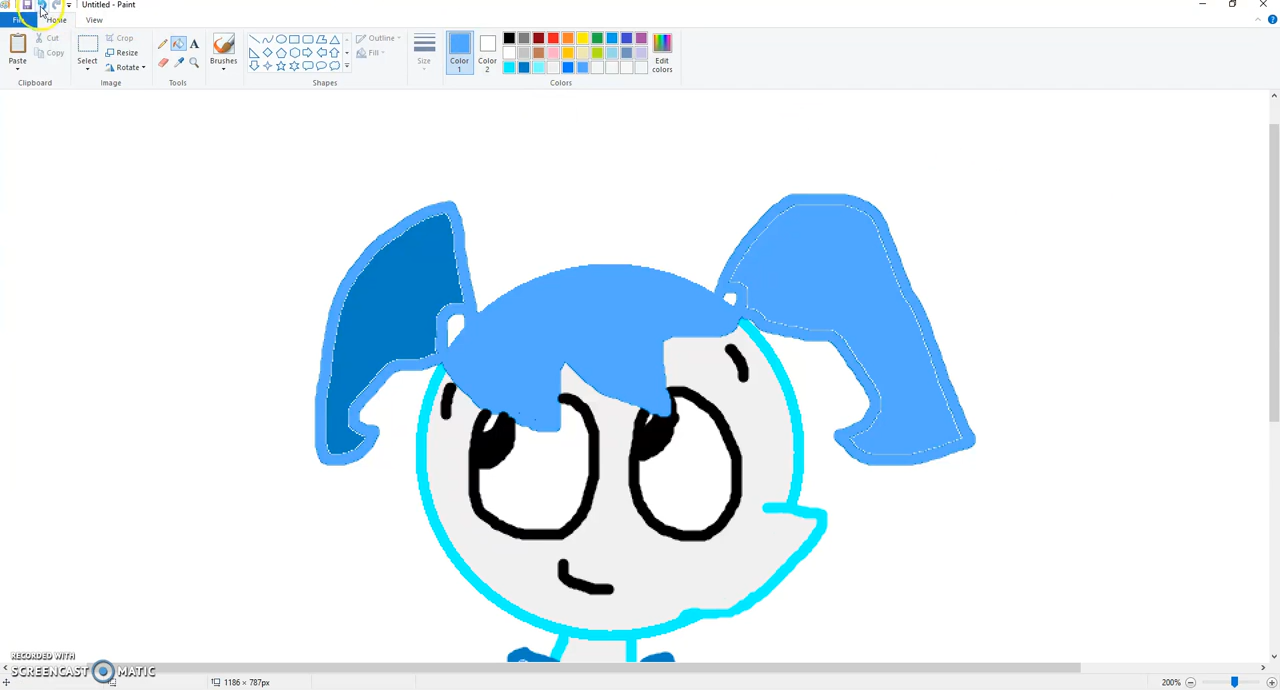 Untitled - Paint
File Home View
Paste Cut Copy Select Crop Resize Rotate Brushes Outline Fill Size Color 1 Color 2 Edit colors
Clipboard Image Tools Shapes Colors
RECORDED WITH
SCREENCAST MATIC
1186 × 787px 200%